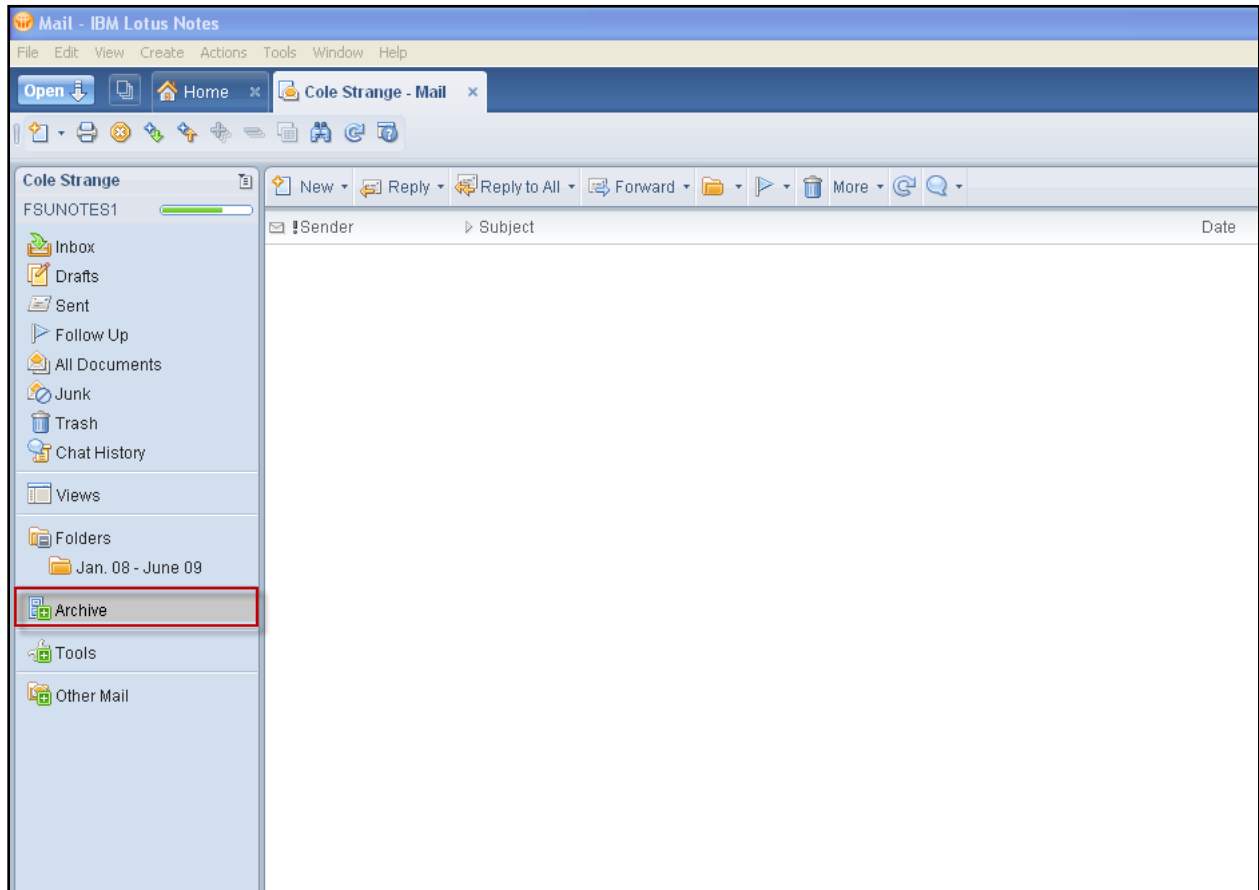 Mail - IBM Lotus Notes
File Edit View Create Actions Tools Window Help
Open Home Cole Strange - Mail
Cole Strange
FSUNOTES1
New Reply Reply to All Forward More
! Sender Subject Date
Inbox
Drafts
Sent
Follow Up
All Documents
Junk
Trash
Chat History
Views
Folders
Jan. 08 - June 09
Archive
Tools
Other Mail